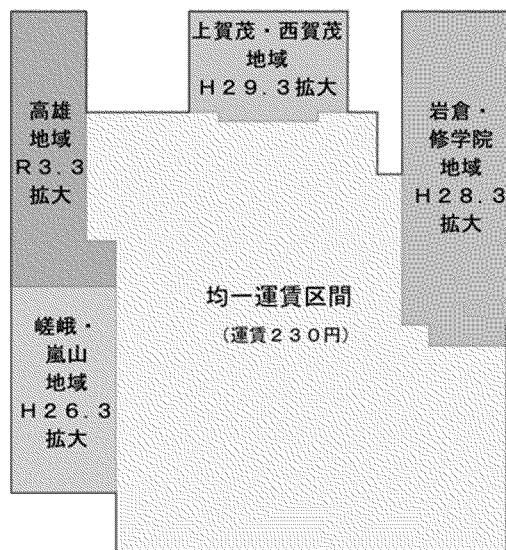 上賀茂・西賀茂
地域
Ｈ２９．３拡大
高雄
地域
Ｒ３．３
拡大
岩倉・
修学院
地域
Ｈ２８．３
拡大
均一運賃区間
（運賃２３０円）
嵯峨・
嵐山
地域
Ｈ２６．３
拡大